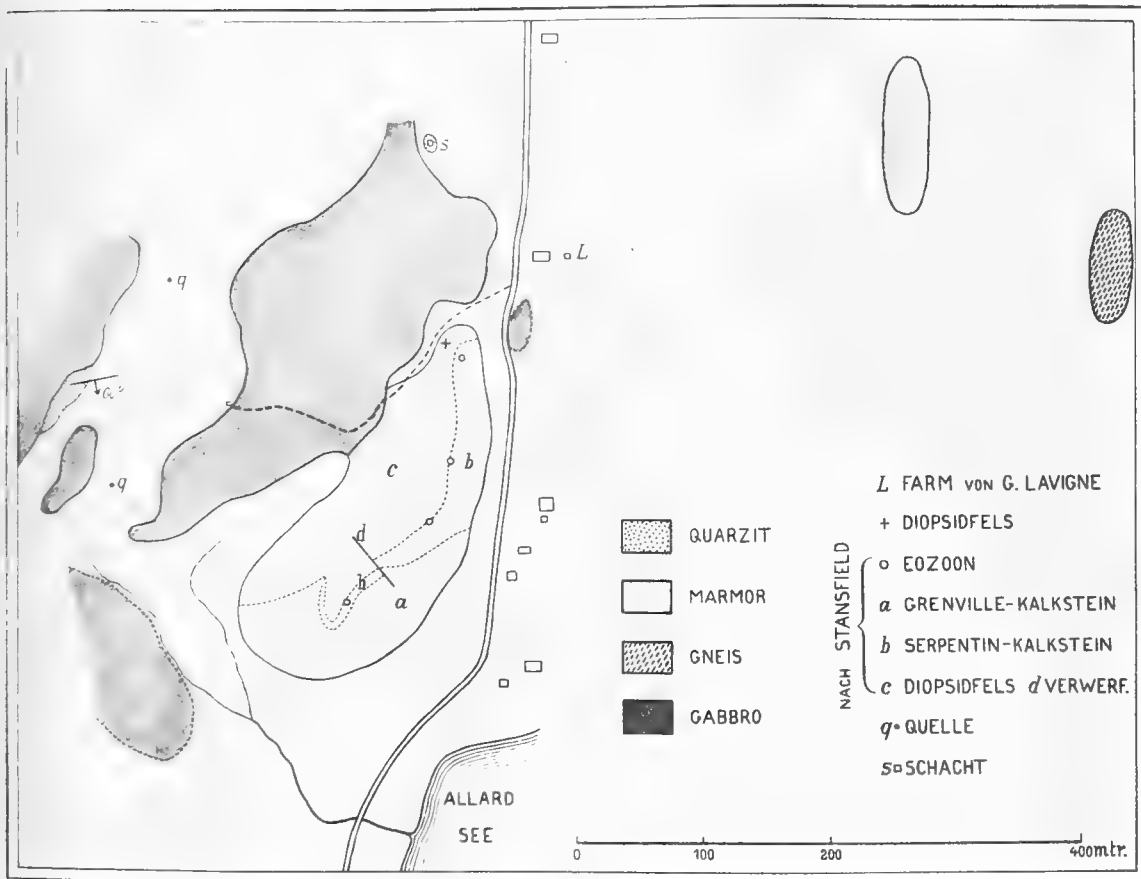 s
L
q
q
c
b
d
b
a
ALLARD
SEE
QUARZIT
MARMOR
GNEIS
GABBRO
L FARM VON G. LAVIGNE
+ DIOPSIDFELS
NACH STANSFIELD
o EOZOON
a GRENVILLE-KALKSTEIN
b SERPENTIN-KALKSTEIN
c DIOPSIDFELS d VERWERF.
q• QUELLE
S▫ SCHACHT
0 100 200 400mtr.